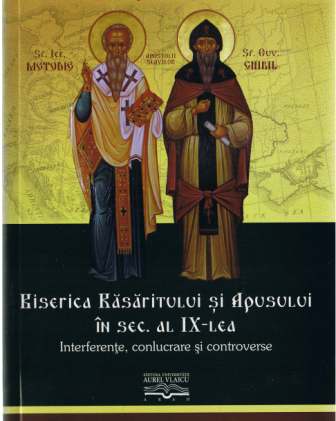 Sf. Ier. Sf. Cuv.
METODIE APOSTOLII CHIRIL
SLAVILOR
Biserica Răsăritului și Apusului
în sec. al IX-lea
Interferențe, conlucrare și controverse
EDITURA UNIVERSITĂȚII
AUREL VLAICU
ARAD